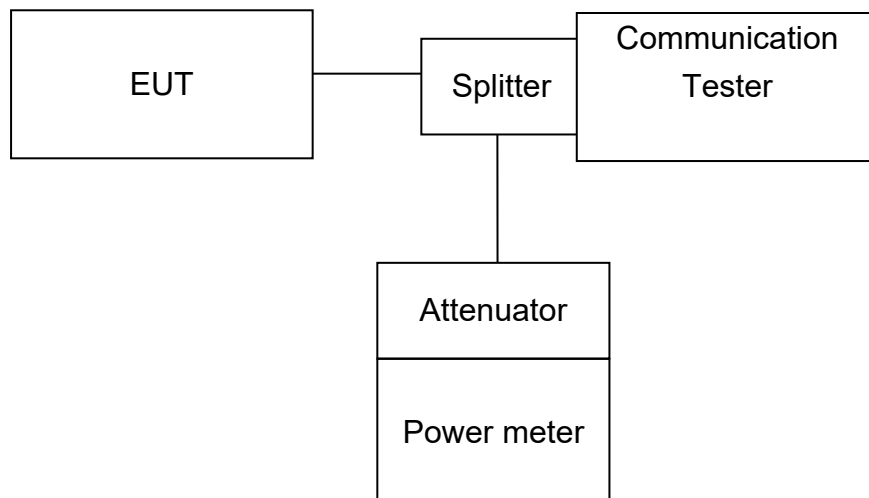 EUT
Splitter
Communication
Tester
Attenuator
Power meter